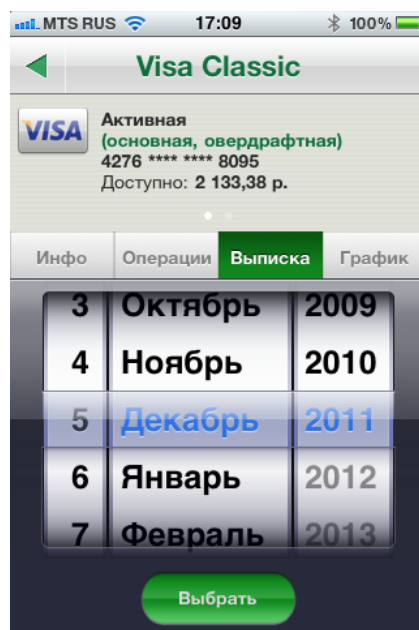 MTS RUS 17:09 100%
Visa Classic
VISA
Активная
(основная, овердрафтная)
4276 **** **** 8095
Доступно: 2 133,38 р.
Инфо Операции Выписка График
3 Октябрь 2009
4 Ноябрь 2010
5 Декабрь 2011
6 Январь 2012
7 Февраль 2013
Выбрать